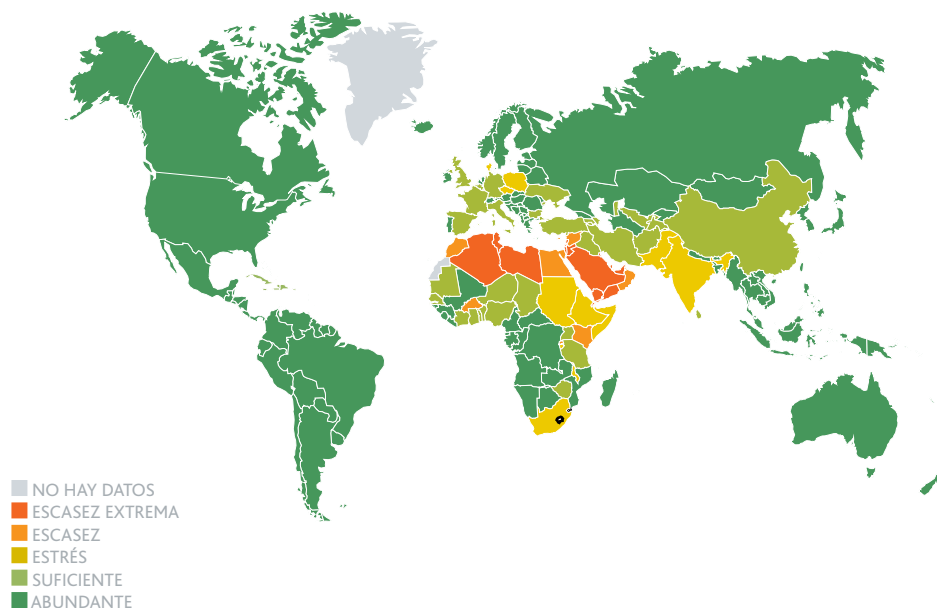 NO HAY DATOS
ESCASEZ EXTREMA
ESCASEZ
ESTRÉS
SUFICIENTE
ABUNDANTE